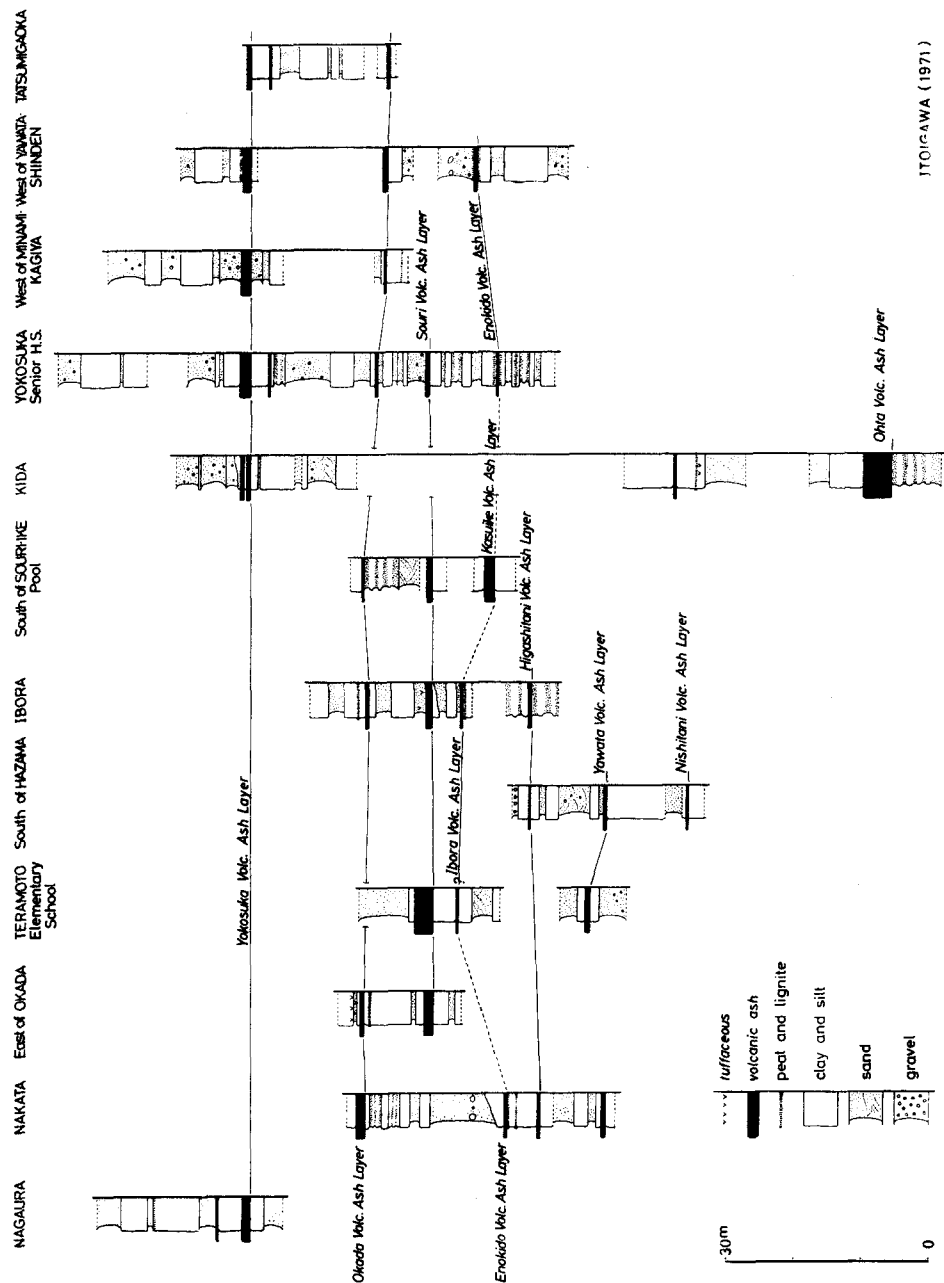 NAGAURA
NAKATA
East of OKADA
TERAMOTO
Elementary
School
South of HAZAMA
IBORA
South of SOURI-IKE
Pool
KIDA
YOKOSUKA
Senior H.S.
West of MINAMI-
KAGIYA
West of YAWATA-
SHINDEN
TATSUMIGAOKA
Yokosuka Volc. Ash Layer
Okada Volc. Ash Layer
Enokido Volc. Ash Layer
?Ibora Volc. Ash Layer
Yawata Volc. Ash Layer
Nishitani Volc. Ash Layer
Higashitani Volc. Ash Layer
Kasuike Volc. Ash Layer
Souri Volc. Ash Layer
Enokido Volc. Ash Layer
Ohta Volc. Ash Layer
30m
0
tuffaceous
volcanic ash
peat and lignite
clay and silt
sand
gravel
ITOIGAWA (1971)